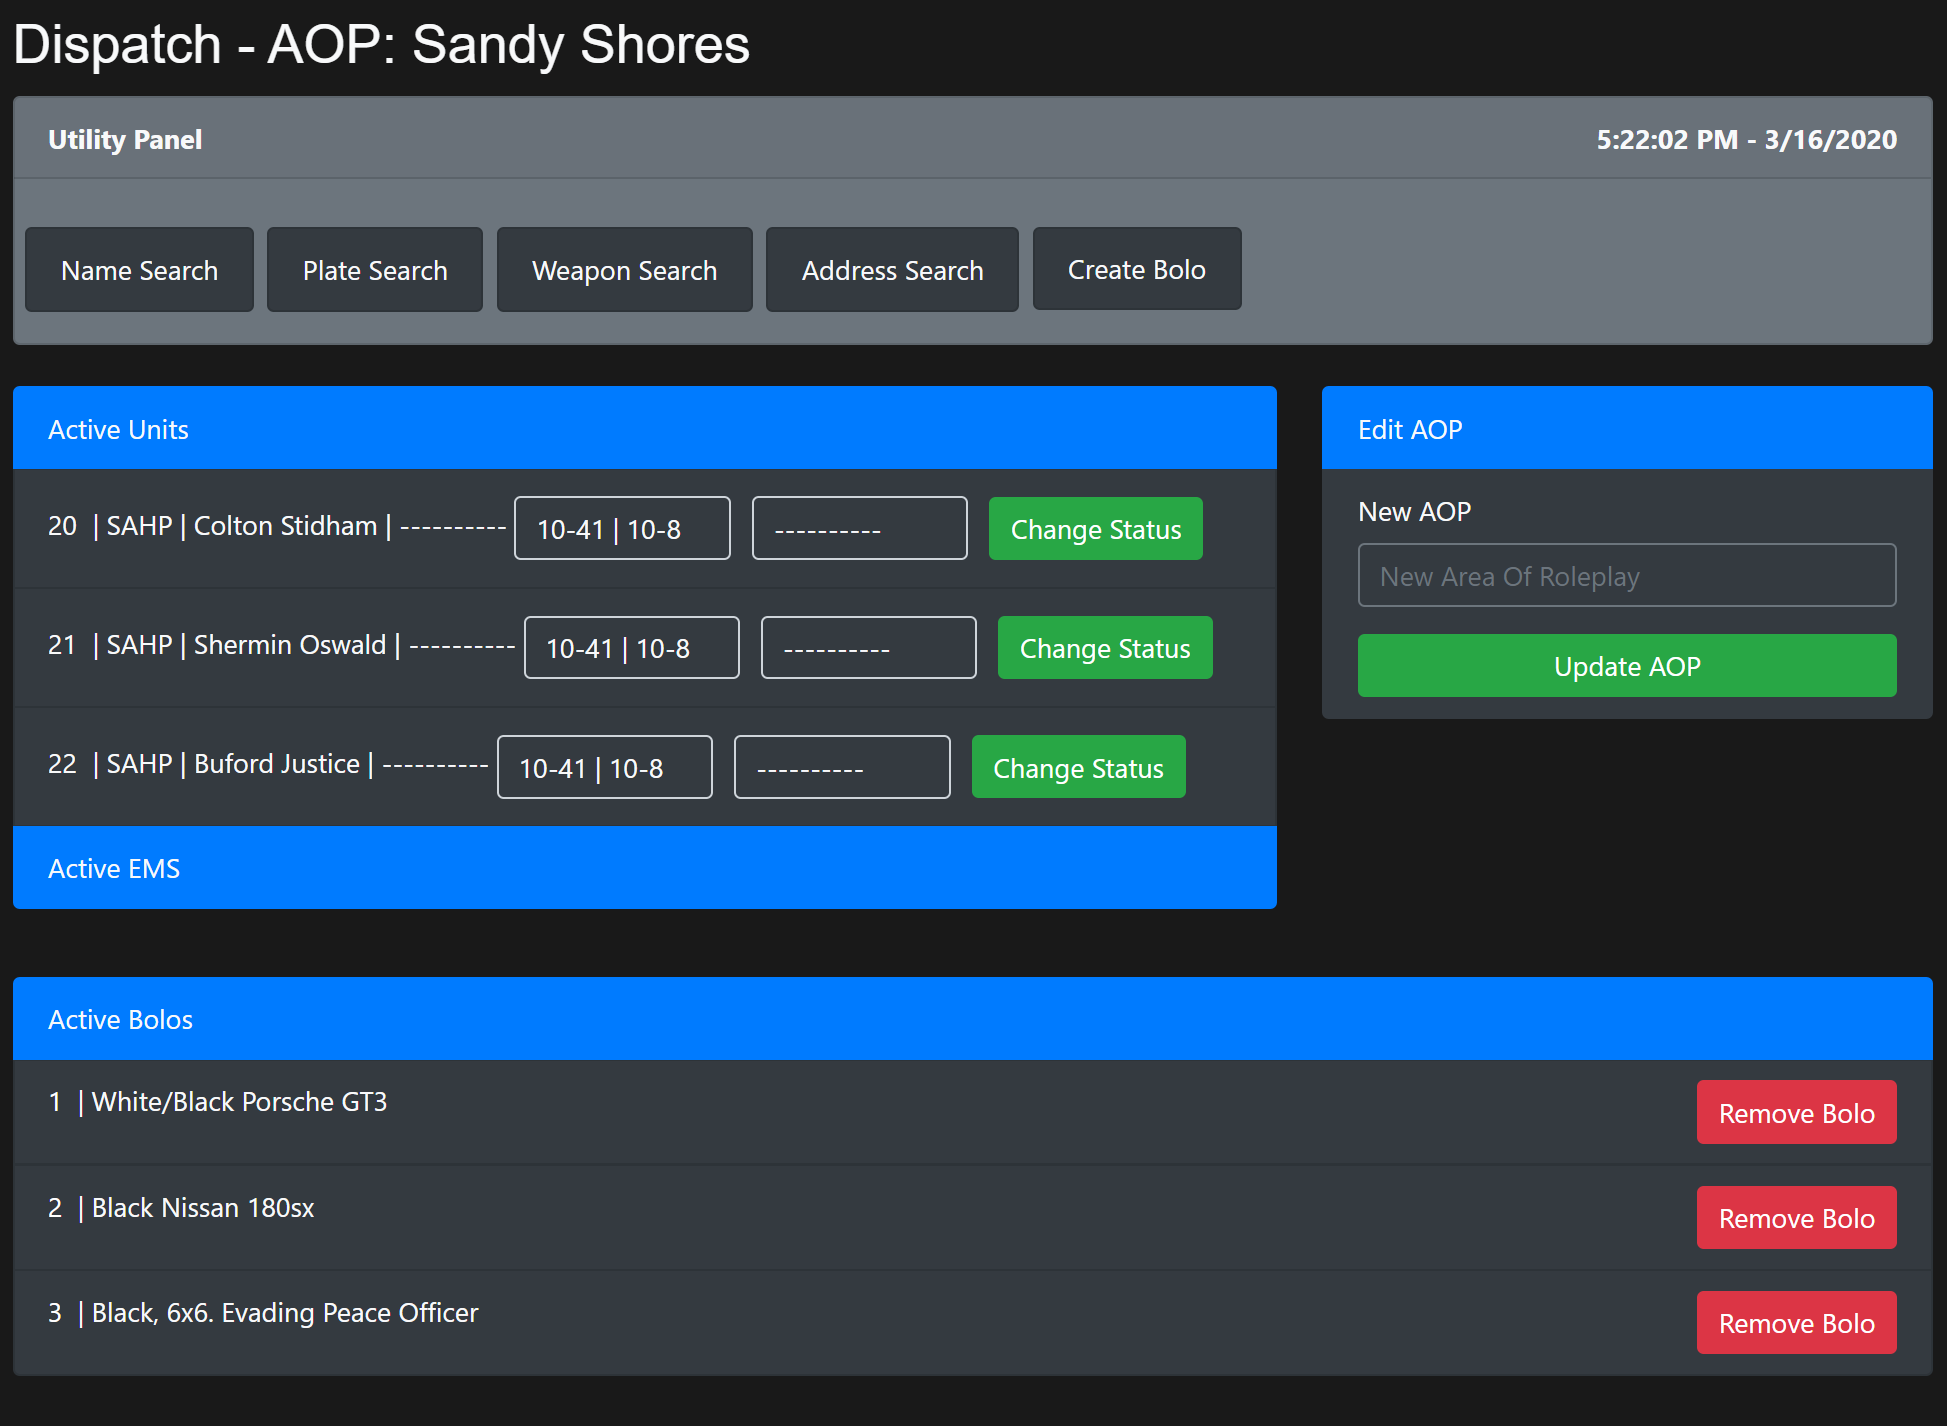 Dispatch - AOP: Sandy Shores
Utility Panel 5:22:02 PM - 3/16/2020
Name Search Plate Search Weapon Search Address Search Create Bolo
Active Units
20 | SAHP | Colton Stidham | ---------- 10-41 | 10-8 ---------- Change Status
21 | SAHP | Shermin Oswald | ---------- 10-41 | 10-8 ---------- Change Status
22 | SAHP | Buford Justice | ---------- 10-41 | 10-8 ---------- Change Status
Active EMS
Edit AOP
New AOP
New Area Of Roleplay
Update AOP
Active Bolos
1 | White/Black Porsche GT3 Remove Bolo
2 | Black Nissan 180sx Remove Bolo
3 | Black, 6x6. Evading Peace Officer Remove Bolo